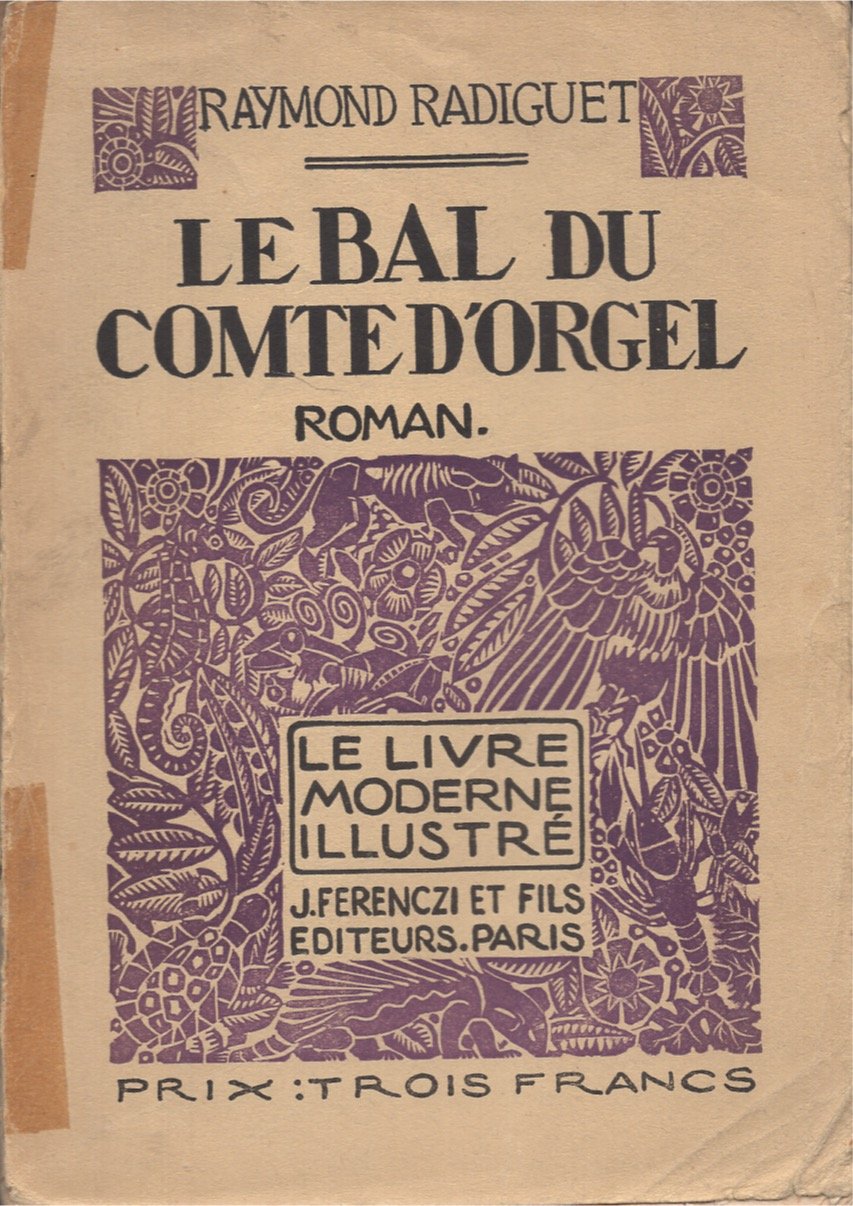 RAYMOND RADIGUET
LE BAL DU
COMTE D'ORGEL
ROMAN.
LE LIVRE
MODERNE
ILLUSTRÉ
J. FERENCZI ET FILS
EDITEURS. PARIS
PRIX : TROIS FRANCS